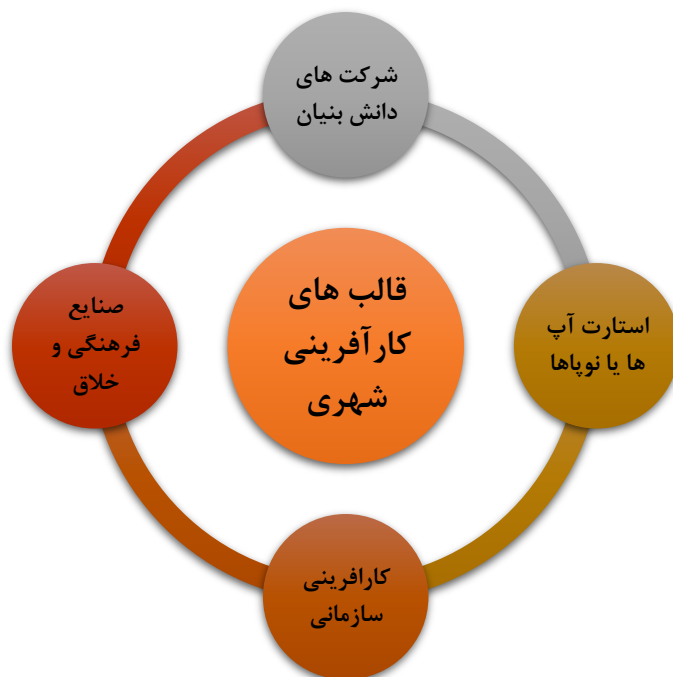 شرکت های
دانش بنیان
قالب های
کارآفرینی
شهری
استارت آپ
ها یا نوپاها
صنایع
فرهنگی و
خلاق
کارافرینی
سازمانی